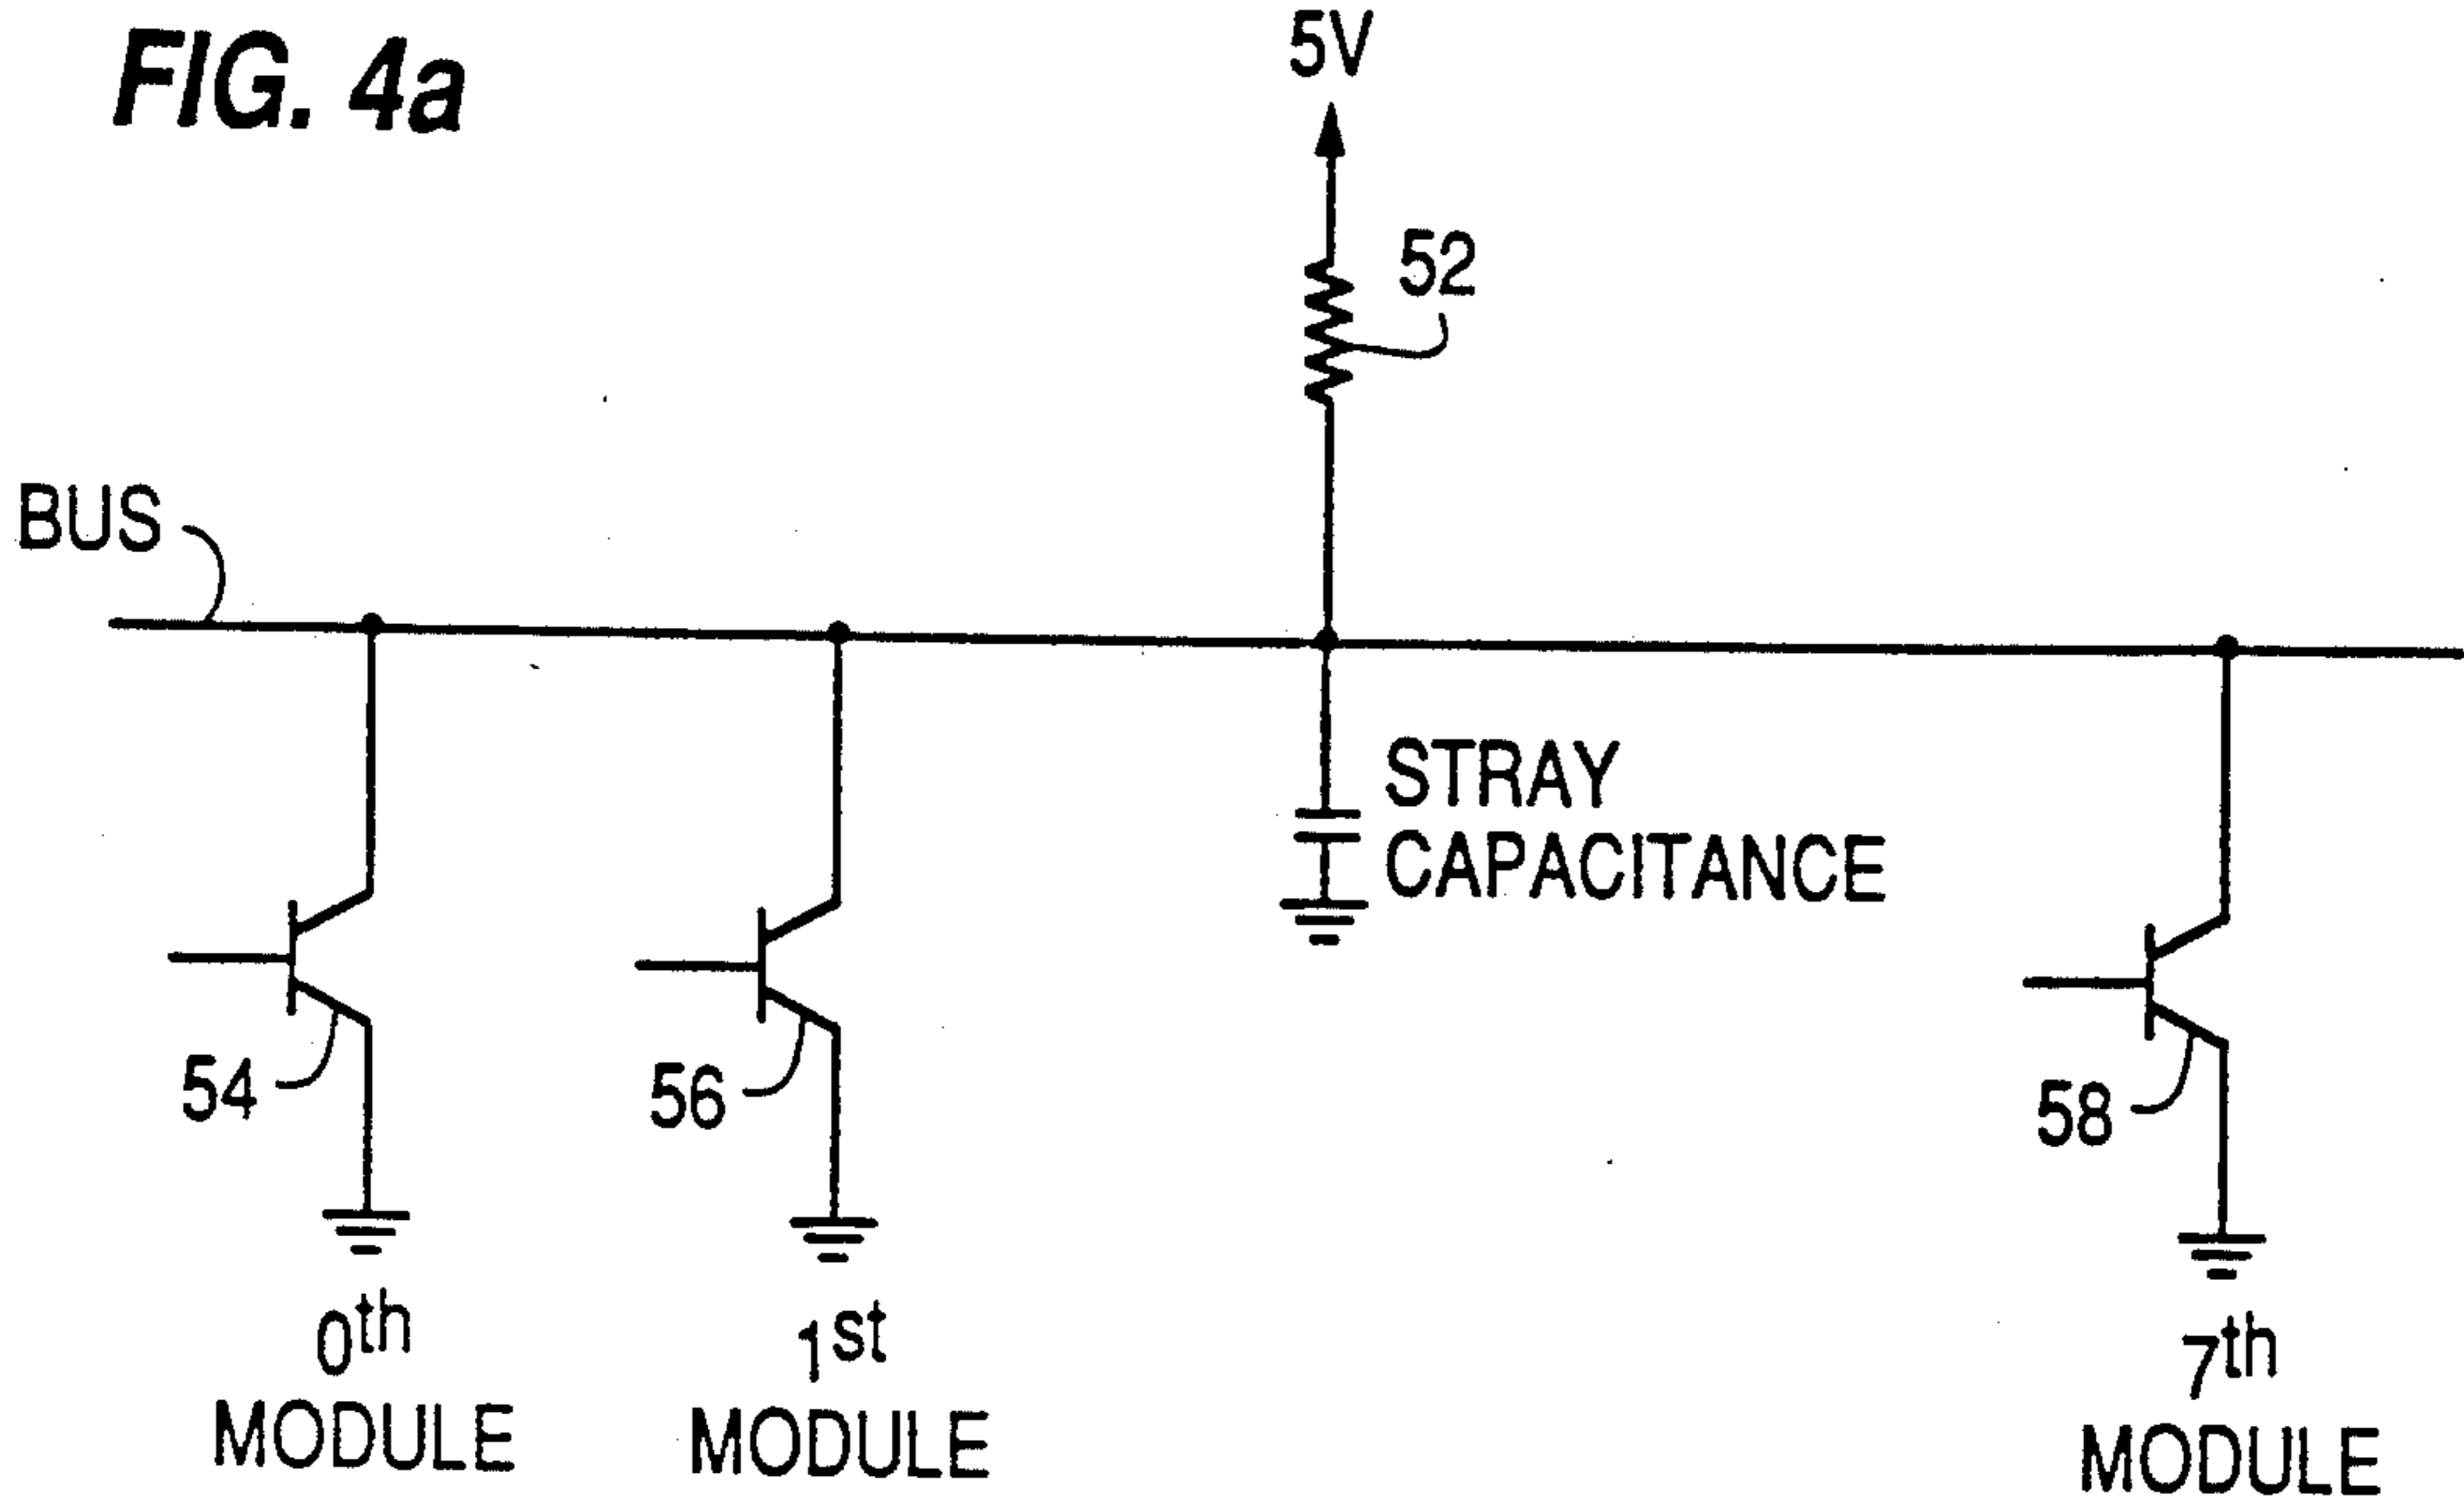 FIG. 4a
5V
52
BUS
STRAY
CAPACITANCE
54
56
58
0th
MODULE
1st
MODULE
7th
MODULE